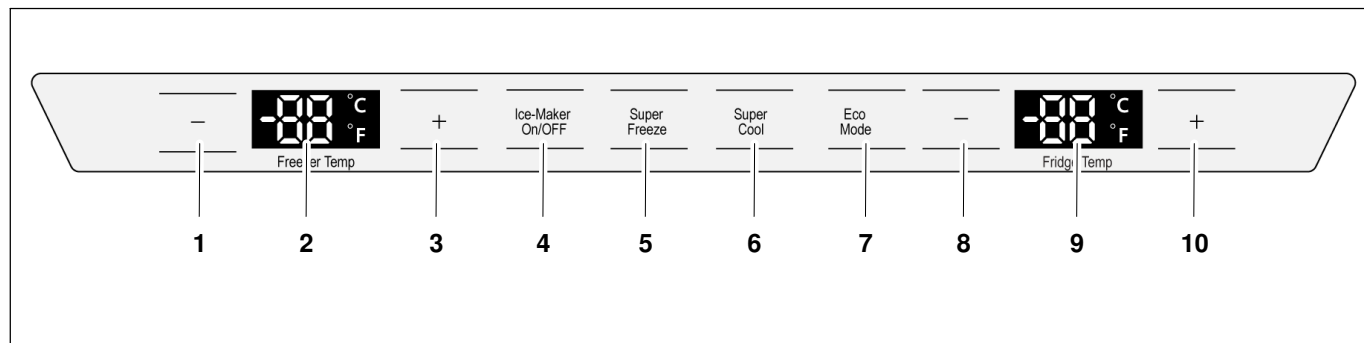 −
-88 °C
°F
Freezer Temp
+
Ice-Maker
On/OFF
Super
Freeze
Super
Cool
Eco
Mode
−
-88 °C
°F
Fridge Temp
+
1 2 3 4 5 6 7 8 9 10